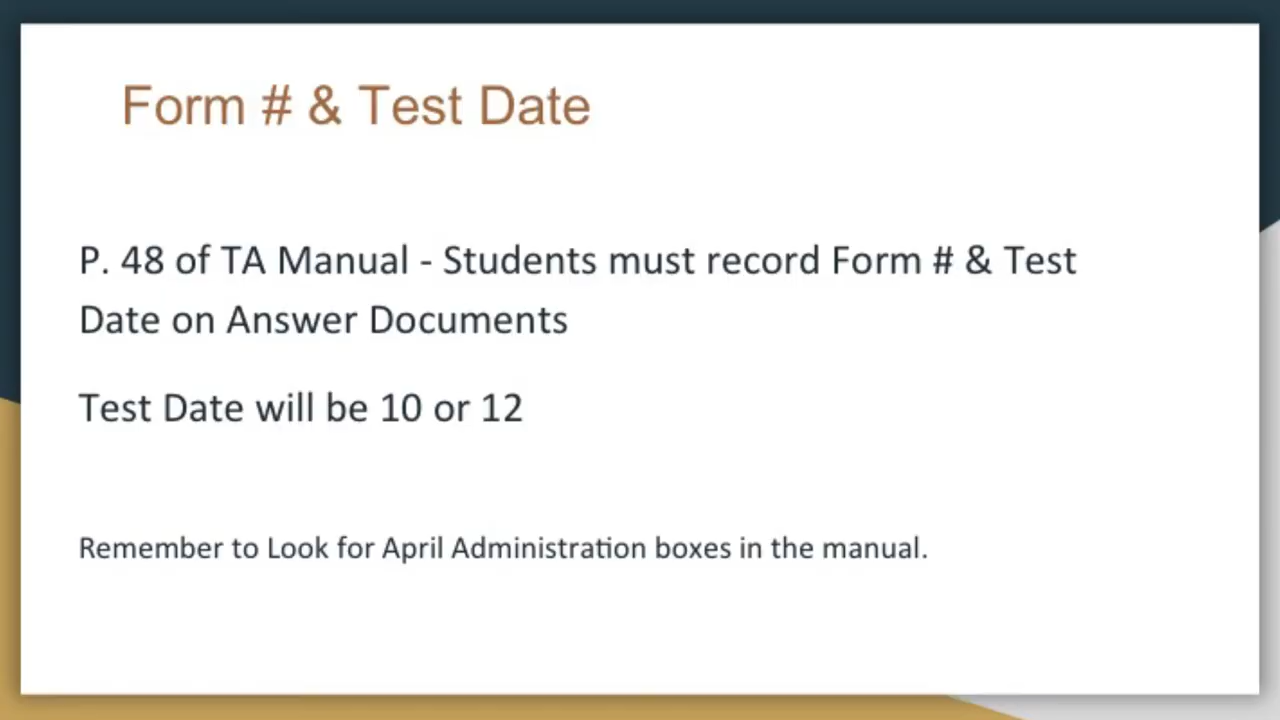 Form # & Test Date
P. 48 of TA Manual - Students must record Form # & Test
Date on Answer Documents
Test Date will be 10 or 12
Remember to Look for April Administration boxes in the manual.